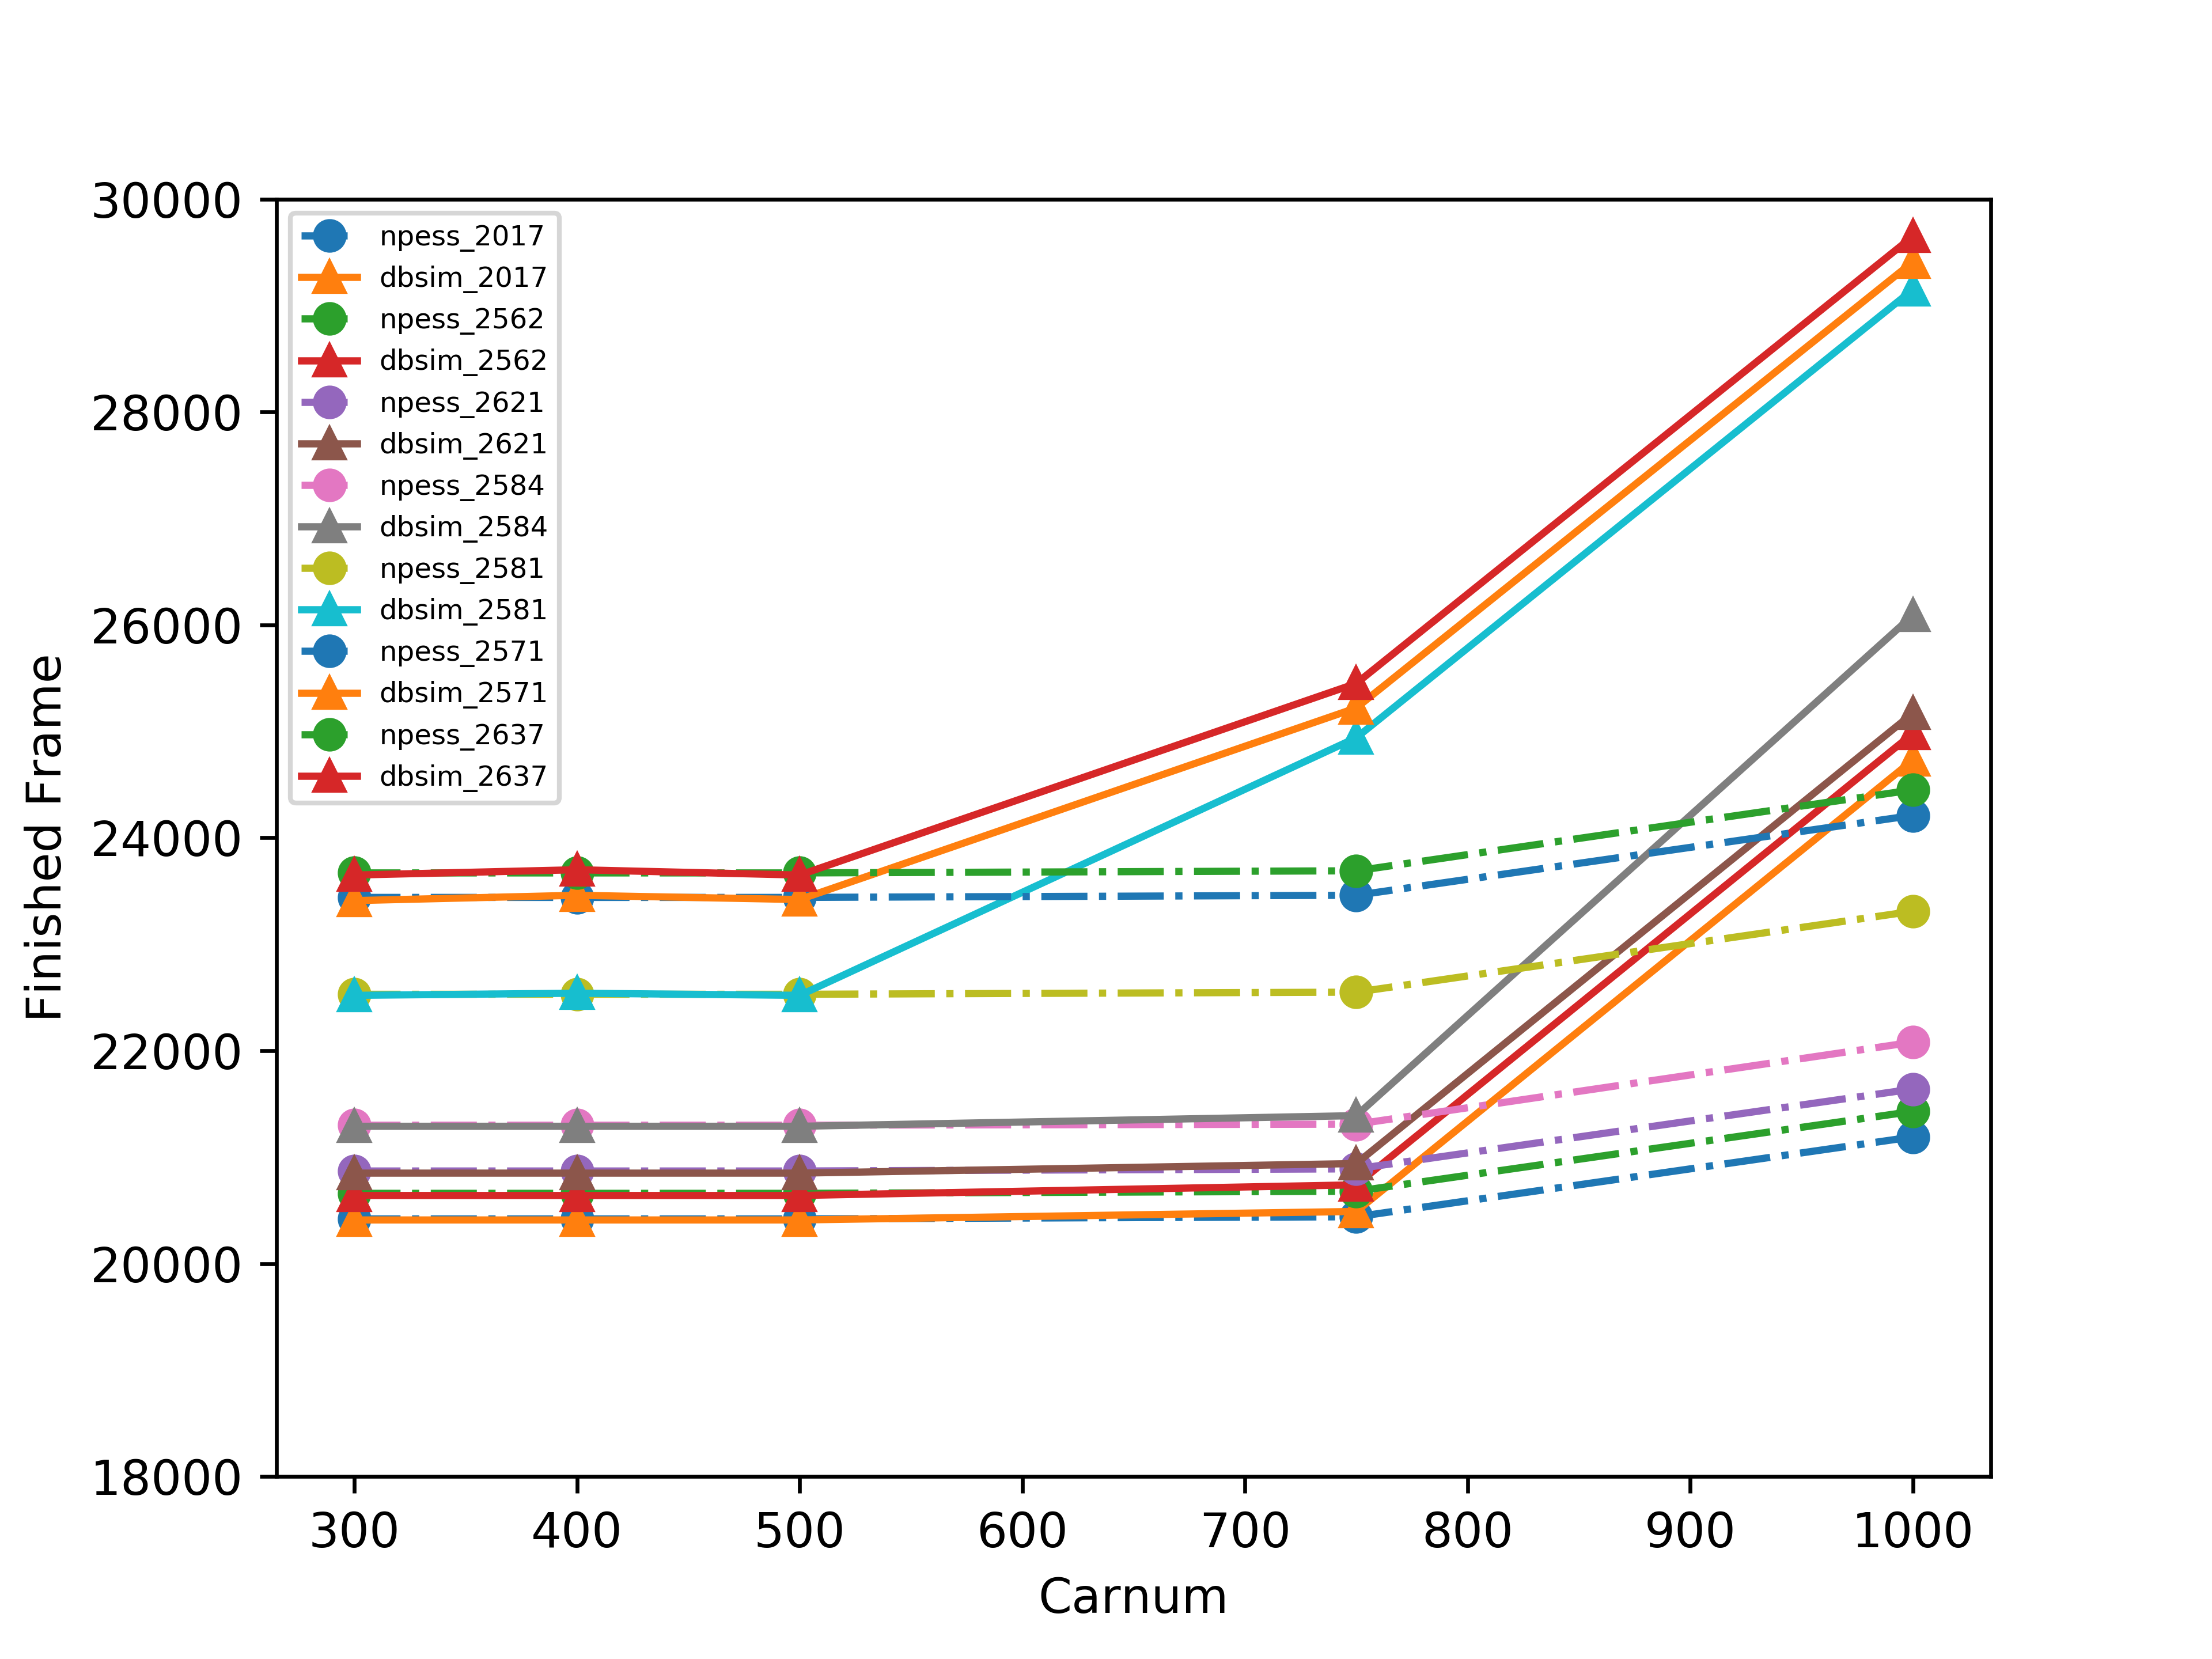 30000
28000
26000
24000
22000
20000
18000
Finished Frame
npess_2017
dbsim_2017
npess_2562
dbsim_2562
npess_2621
dbsim_2621
npess_2584
dbsim_2584
npess_2581
dbsim_2581
npess_2571
dbsim_2571
npess_2637
dbsim_2637
300 400 500 600 700 800 900 1000
Carnum